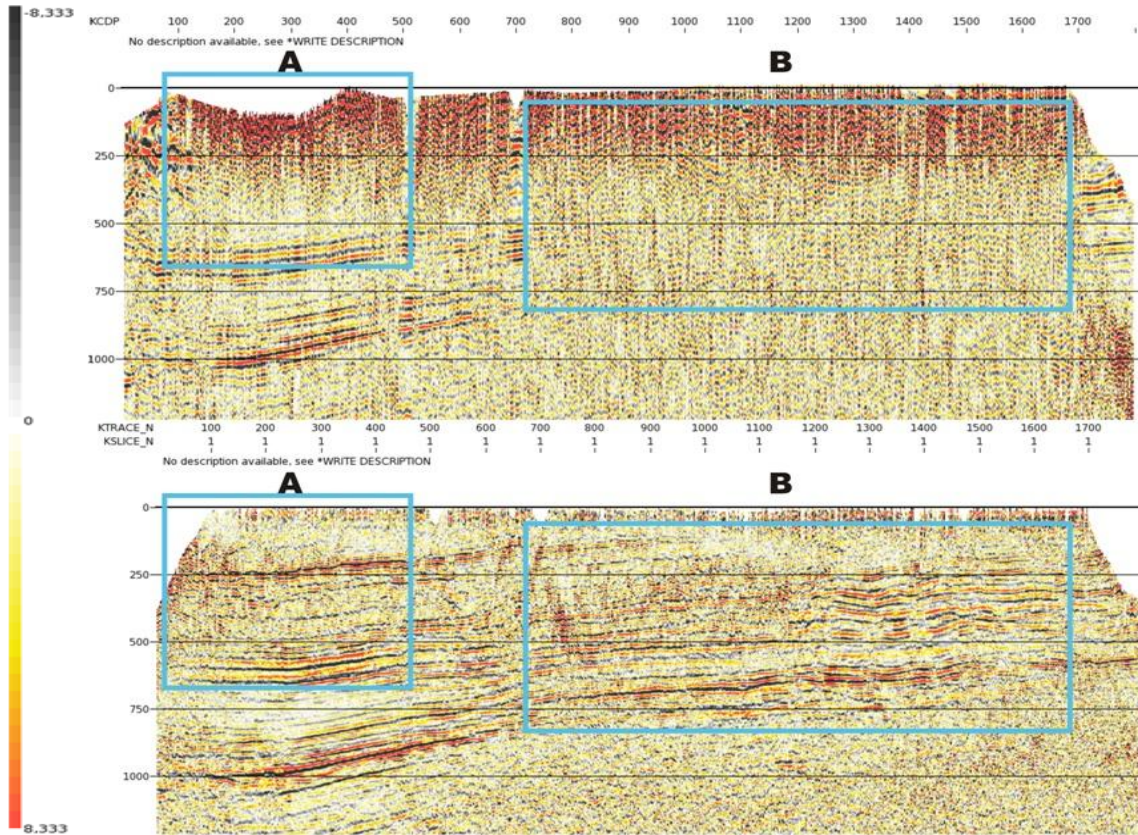 -8.333
KCDP 100 200 300 400 500 600 700 800 900 1000 1100 1200 1300 1400 1500 1600 1700
No description available, see *WRITE DESCRIPTION
A B
0
250
500
750
1000
KTRACE_N 100 200 300 400 500 600 700 800 900 1000 1100 1200 1300 1400 1500 1600 1700
KSLICE_N 1 1 1 1 1 1 1 1 1 1 1 1 1 1 1 1 1
0
No description available, see *WRITE DESCRIPTION
A B
0
250
500
750
1000
8.333